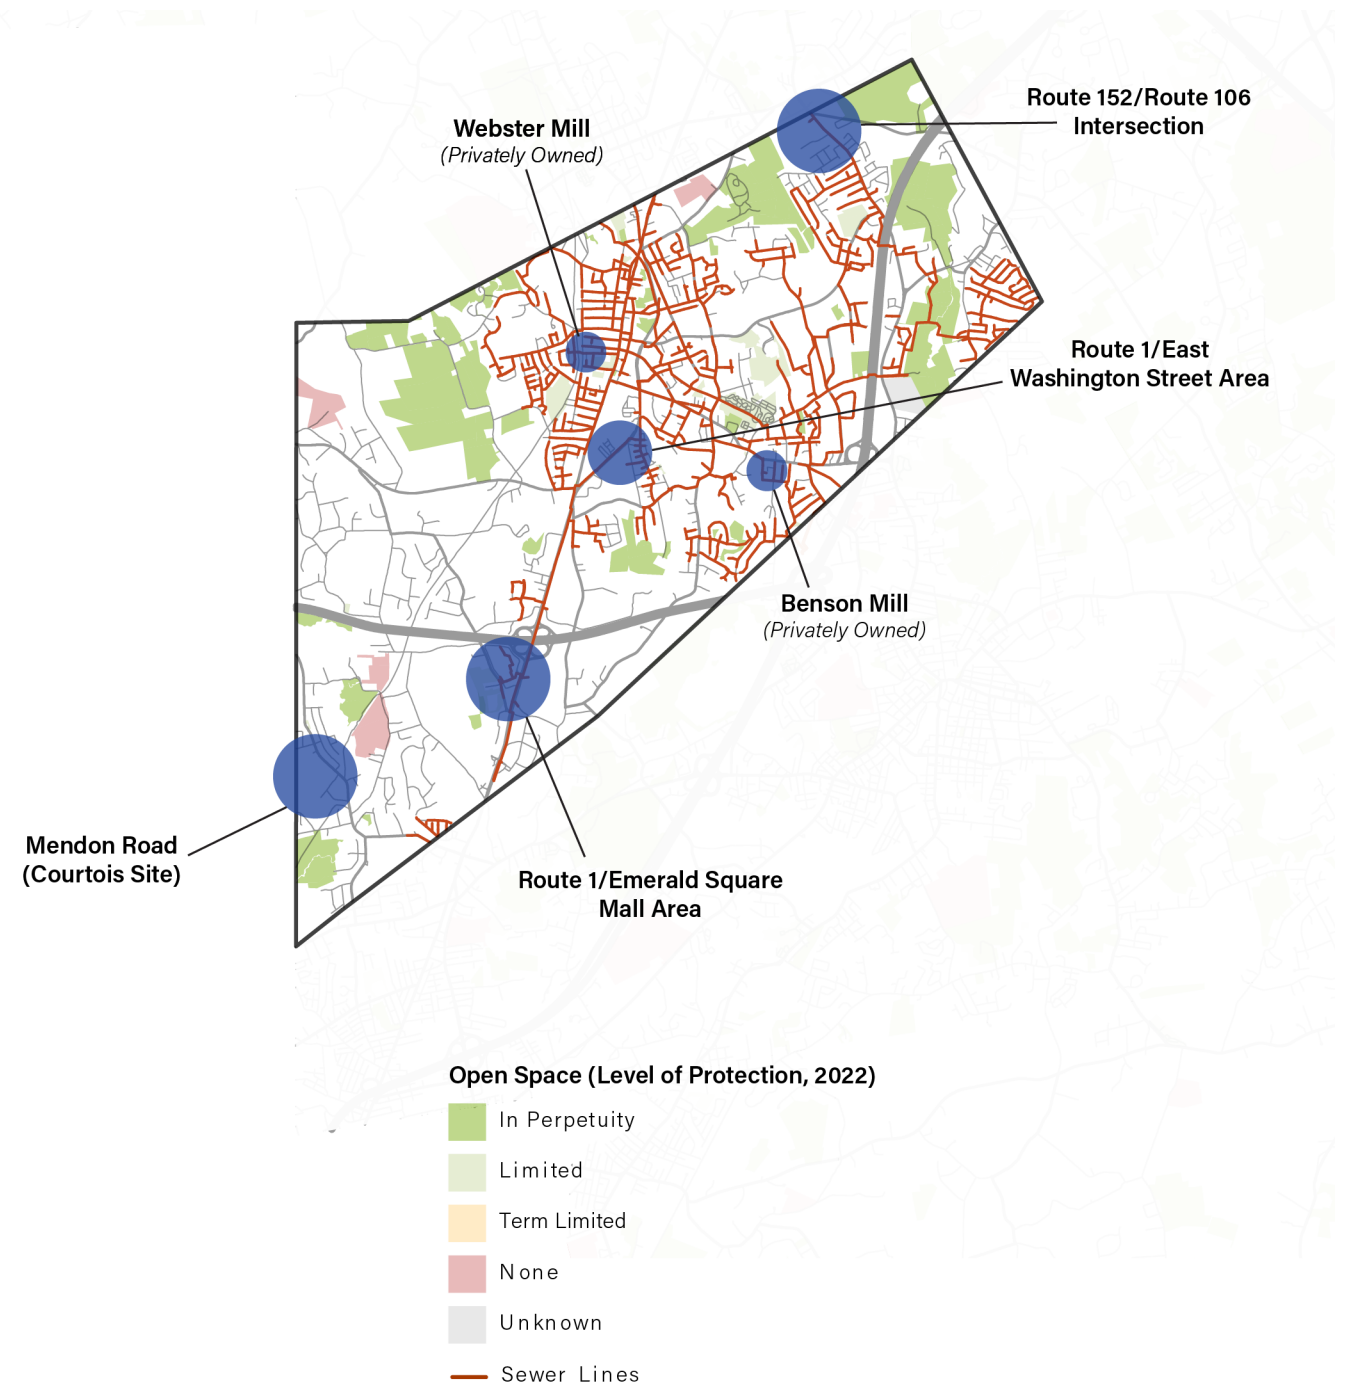 Route 152/Route 106
Intersection
Webster Mill
(Privately Owned)
Route 1/East
Washington Street Area
Benson Mill
(Privately Owned)
Mendon Road
(Courtois Site)
Route 1/Emerald Square
Mall Area
Open Space (Level of Protection, 2022)
In Perpetuity
Limited
Term Limited
None
Unknown
Sewer Lines